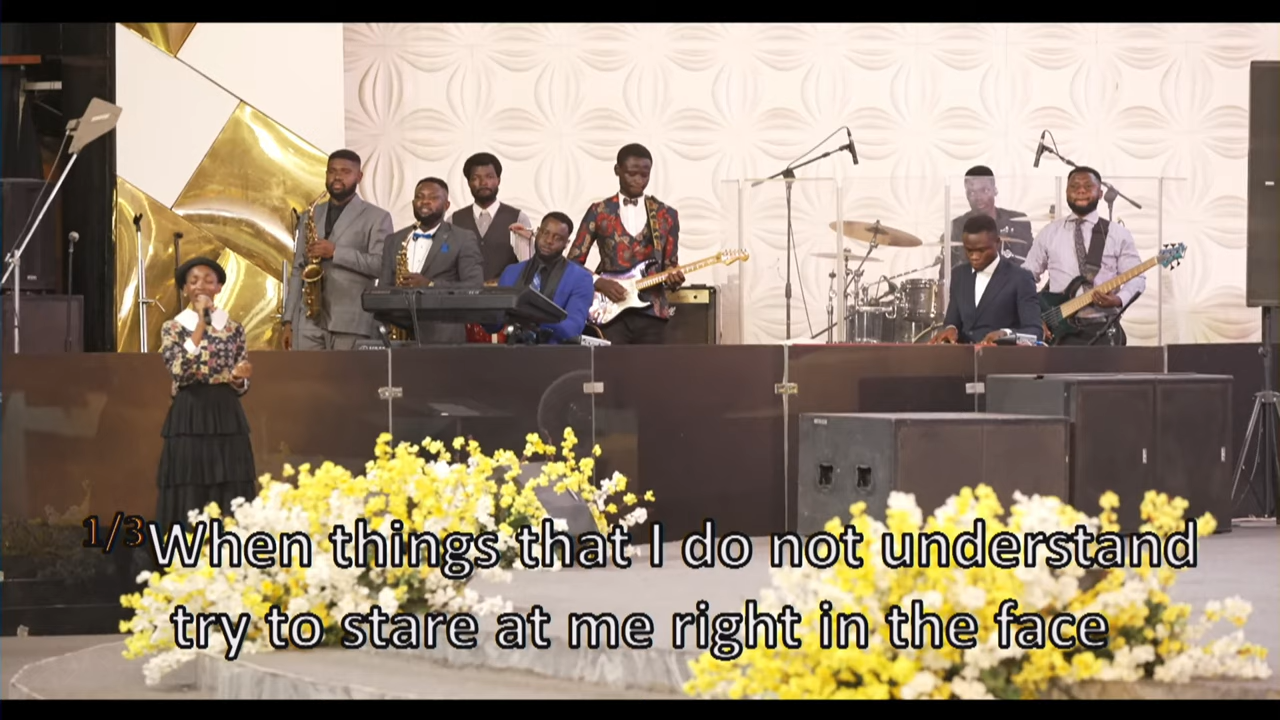 1/3When things that I do not understand
try to stare at me right in the face